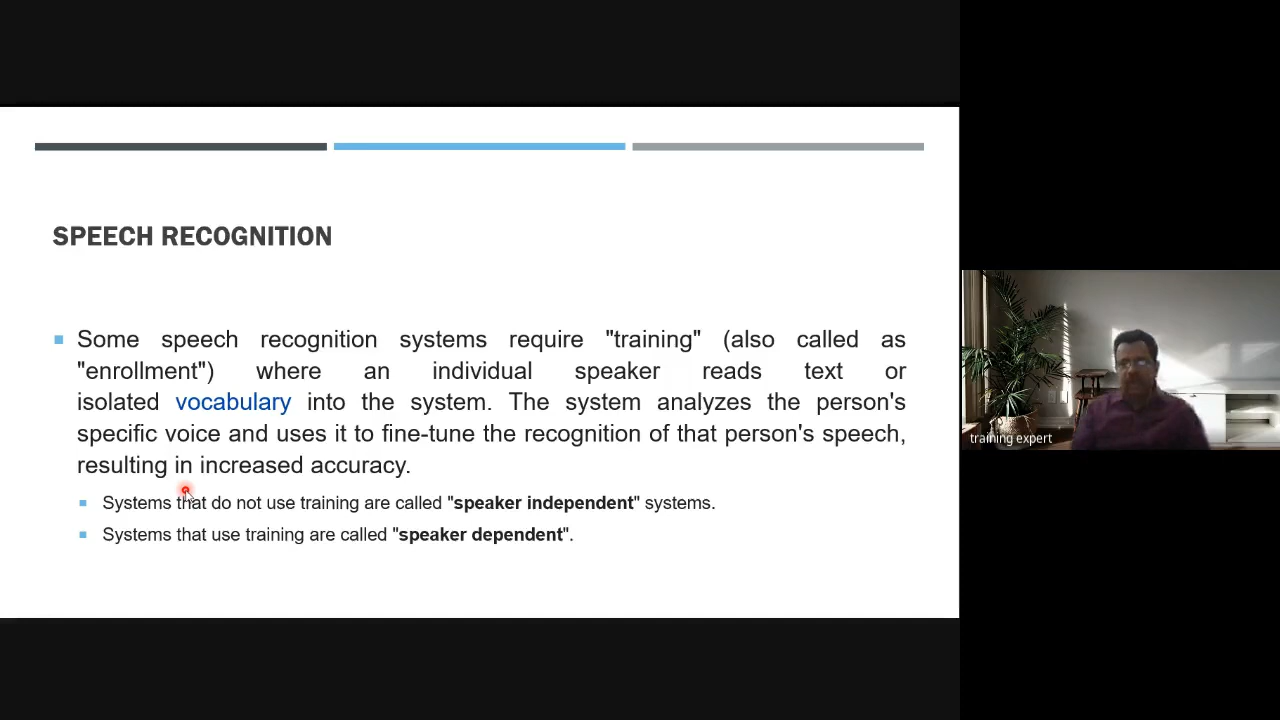 SPEECH RECOGNITION
Some speech recognition systems require "training" (also called as
"enrollment") where an individual speaker reads text or
isolated vocabulary into the system. The system analyzes the person's
specific voice and uses it to fine-tune the recognition of that person's speech,
resulting in increased accuracy.
Systems that do not use training are called "speaker independent" systems.
Systems that use training are called "speaker dependent".
training expert